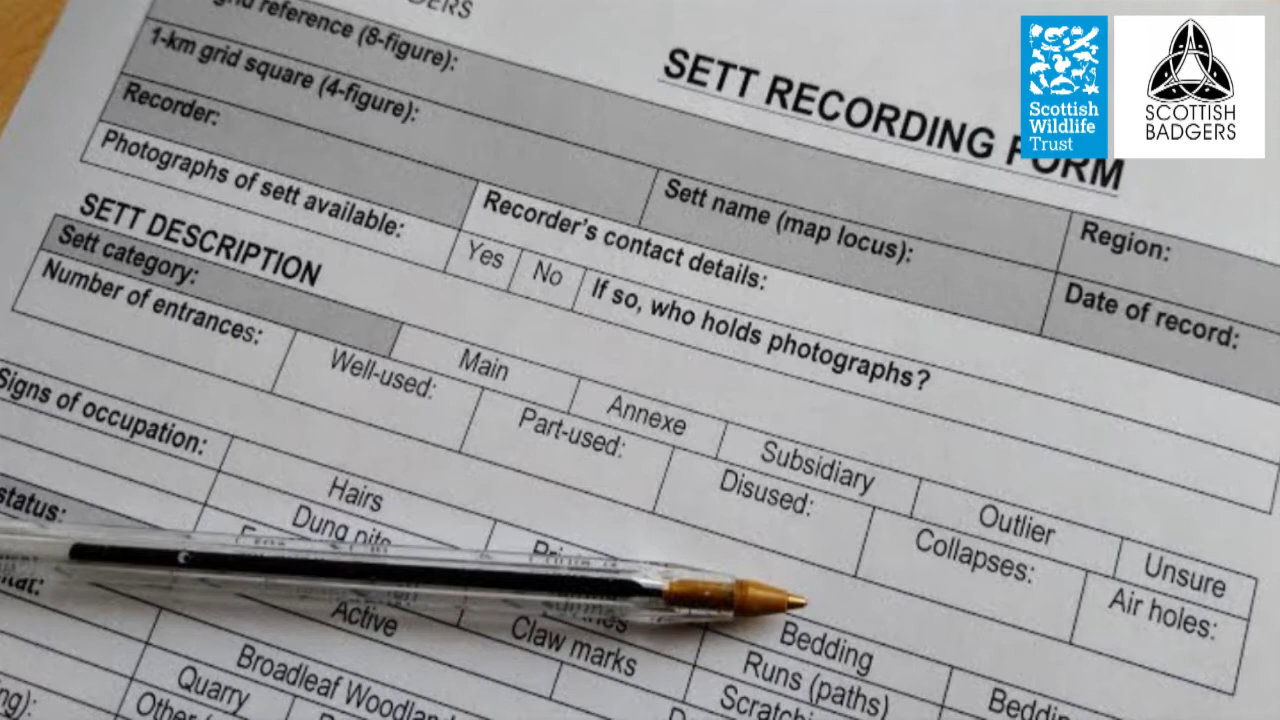 SETT RECORDING FORM
Scottish
Wildlife
Trust
SCOTTISH
BADGERS
reference (8-figure):
1-km grid square (4-figure):
Recorder:
Sett name (map locus):
Region:
Photographs of sett available:
Recorder's contact details:
Date of record:
Yes
No
If so, who holds photographs?
SETT DESCRIPTION
Sett category:
Main
Annexe
Subsidiary
Outlier
Unsure
Number of entrances:
Well-used:
Part-used:
Disused:
Collapses:
Air holes:
Signs of occupation:
Hairs
Dung pits
Bedding
Claw marks
Runs (paths)
status:
Active
Broadleaf
Quarry
Other